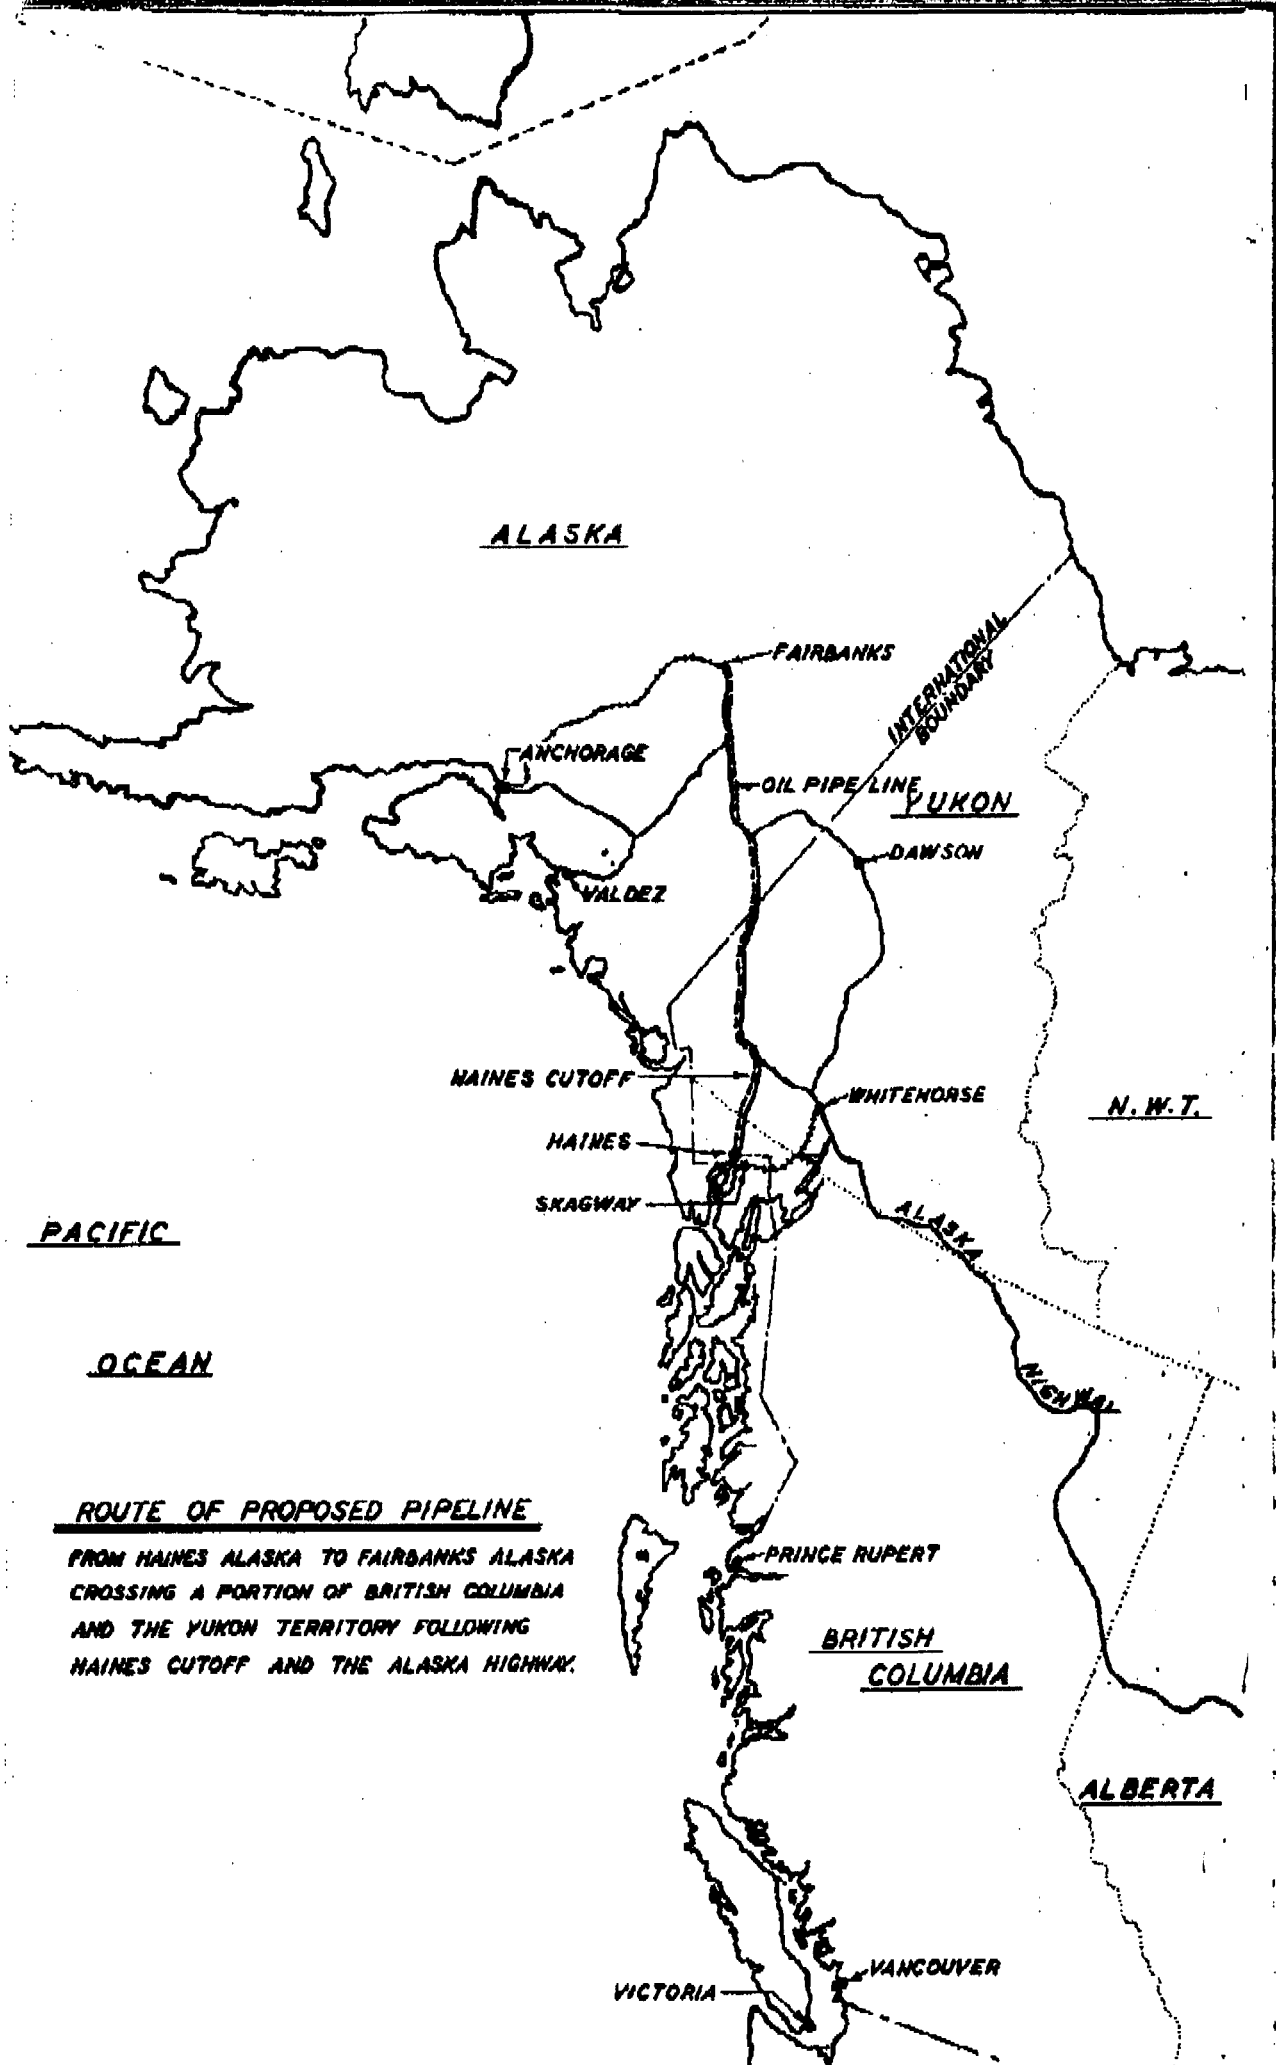 ALASKA
FAIRBANKS
INTERNATIONAL
BOUNDARY
ANCHORAGE
OIL PIPE LINE
YUKON
DAWSON
VALDEZ
HAINES CUTOFF
WHITEHORSE
N.W.T.
HAINES
SKAGWAY
ALASKA
PACIFIC
OCEAN
HIGHWAY
ROUTE OF PROPOSED PIPELINE
FROM HAINES ALASKA TO FAIRBANKS ALASKA
CROSSING A PORTION OF BRITISH COLUMBIA
AND THE YUKON TERRITORY FOLLOWING
HAINES CUTOFF AND THE ALASKA HIGHWAY.
PRINCE RUPERT
BRITISH
COLUMBIA
ALBERTA
VANCOUVER
VICTORIA